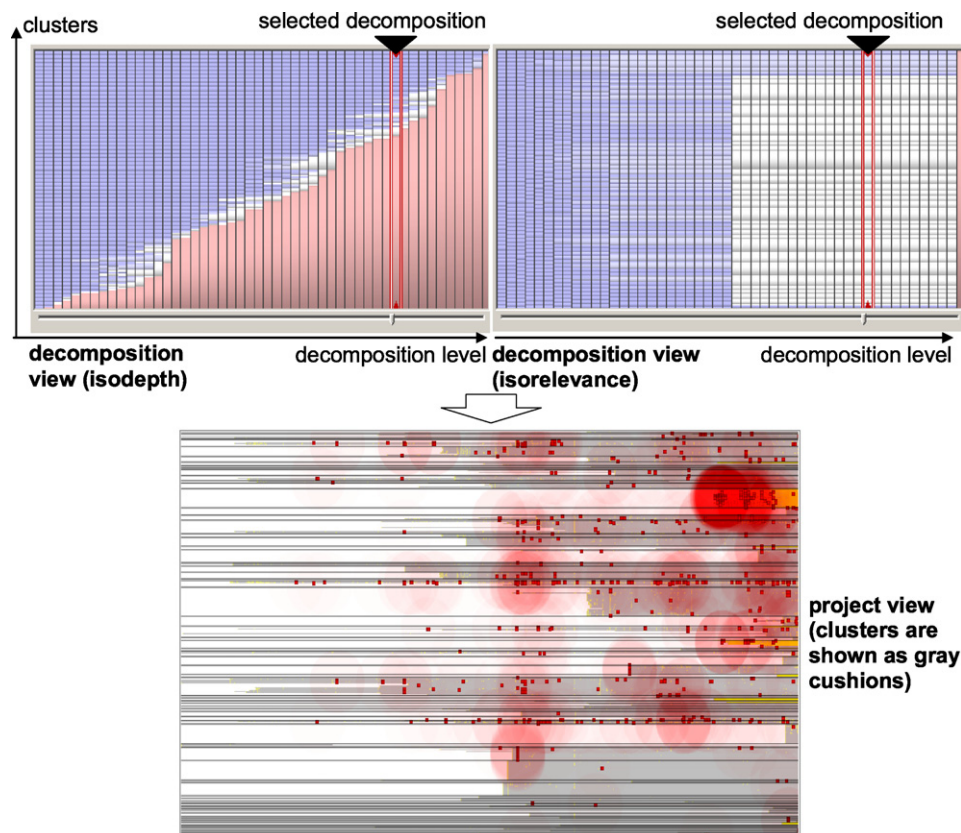 clusters
selected decomposition
selected decomposition
decomposition
view (isodepth)
decomposition level
decomposition view
(isorelevance)
decomposition level
project view
(clusters are
shown as gray
cushions)